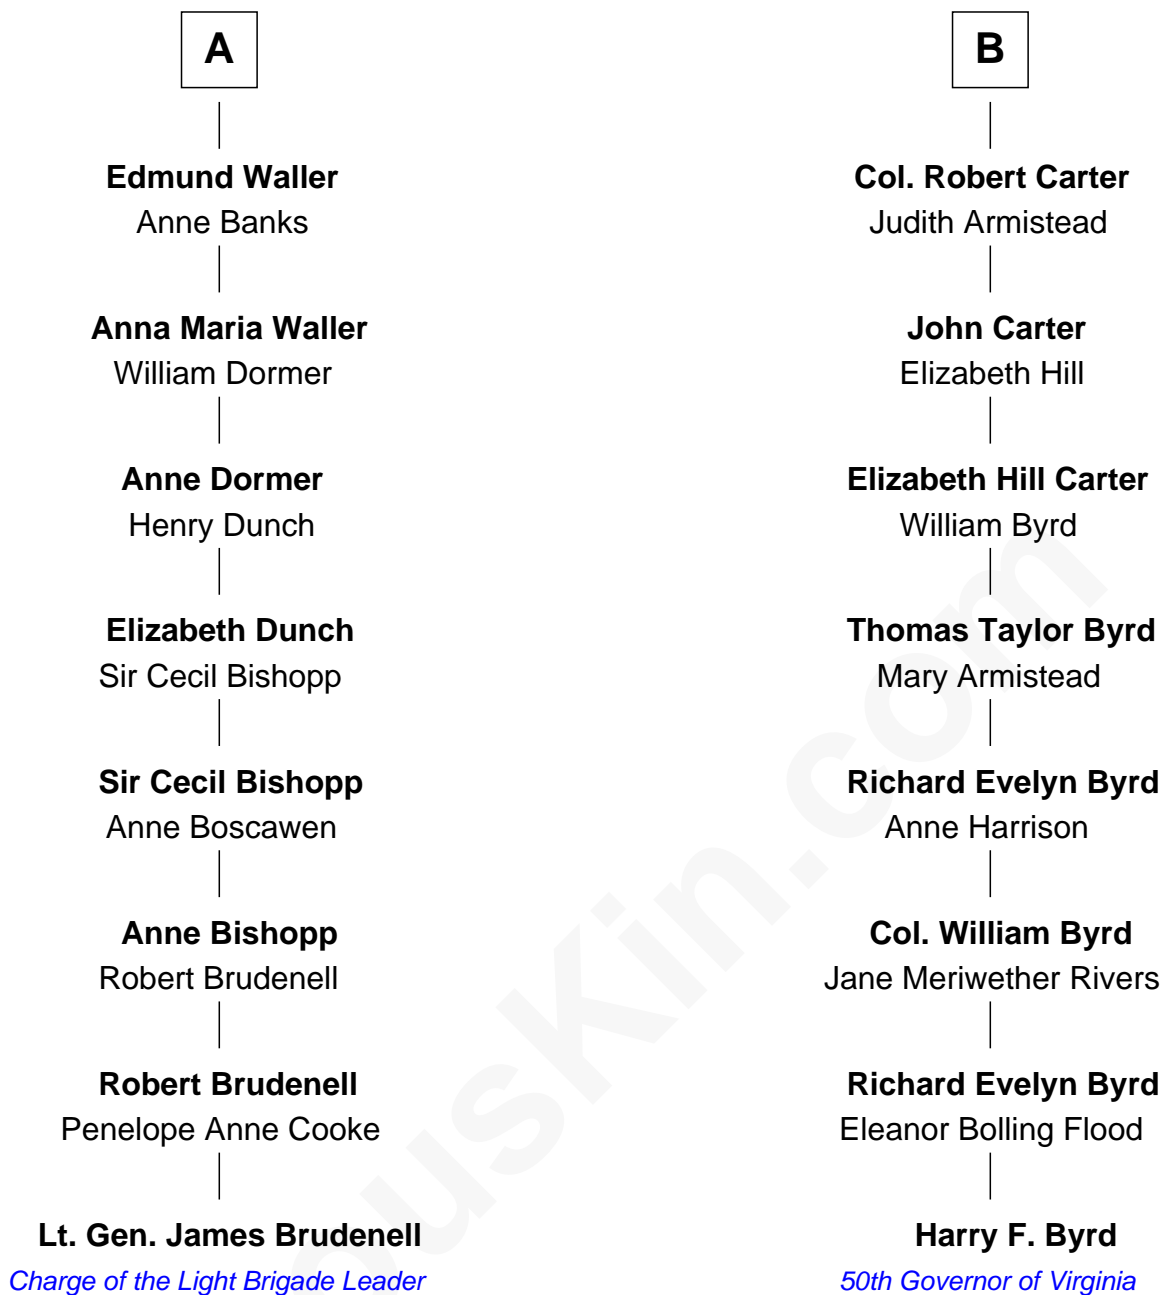 A
Edmund Waller
Anne Banks
Anna Maria Waller
William Dormer
Anne Dormer
Henry Dunch
Elizabeth Dunch
Sir Cecil Bishopp
Sir Cecil Bishopp
Anne Boscawen
Anne Bishopp
Robert Brudenell
Robert Brudenell
Penelope Anne Cooke
Lt. Gen. James Brudenell
Charge of the Light Brigade Leader
B
Col. Robert Carter
Judith Armistead
John Carter
Elizabeth Hill
Elizabeth Hill Carter
William Byrd
Thomas Taylor Byrd
Mary Armistead
Richard Evelyn Byrd
Anne Harrison
Col. William Byrd
Jane Meriwether Rivers
Richard Evelyn Byrd
Eleanor Bolling Flood
Harry F. Byrd
50th Governor of Virginia
ousKin.com